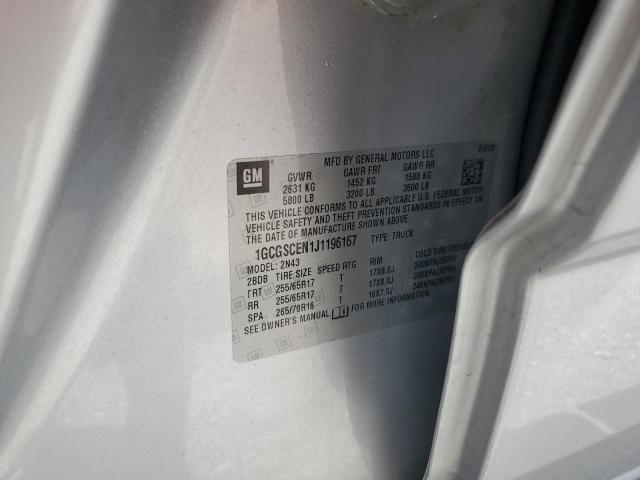 MFD BY GENERAL MOTORS LLC
GM GVWR GAWR FRT GAWR RR
2631 KG 1452 KG 1588 KG
5800 LB 3200 LB 3500 LB
THIS VEHICLE CONFORMS TO ALL APPLICABLE U.S. FEDERAL MOTOR
VEHICLE SAFETY AND THEFT PREVENTION STANDARDS IN EFFECT ON
THE DATE OF MANUFACTURE SHOWN ABOVE.
1GCGSCEN1J1196167 TYPE: TRUCK
MODEL: 2N43
2BDB TIRE SIZE SPEED RTG RIM COLD TIRE
FRT 255/65R17 T 17X8.0J 240KPA(35PSI)
RR 255/65R17 T 17X8.0J 240KPA(35PSI)
SPA 265/70R16 T 16X7.0J
SEE OWNER'S MANUAL FOR MORE INFORMATION.